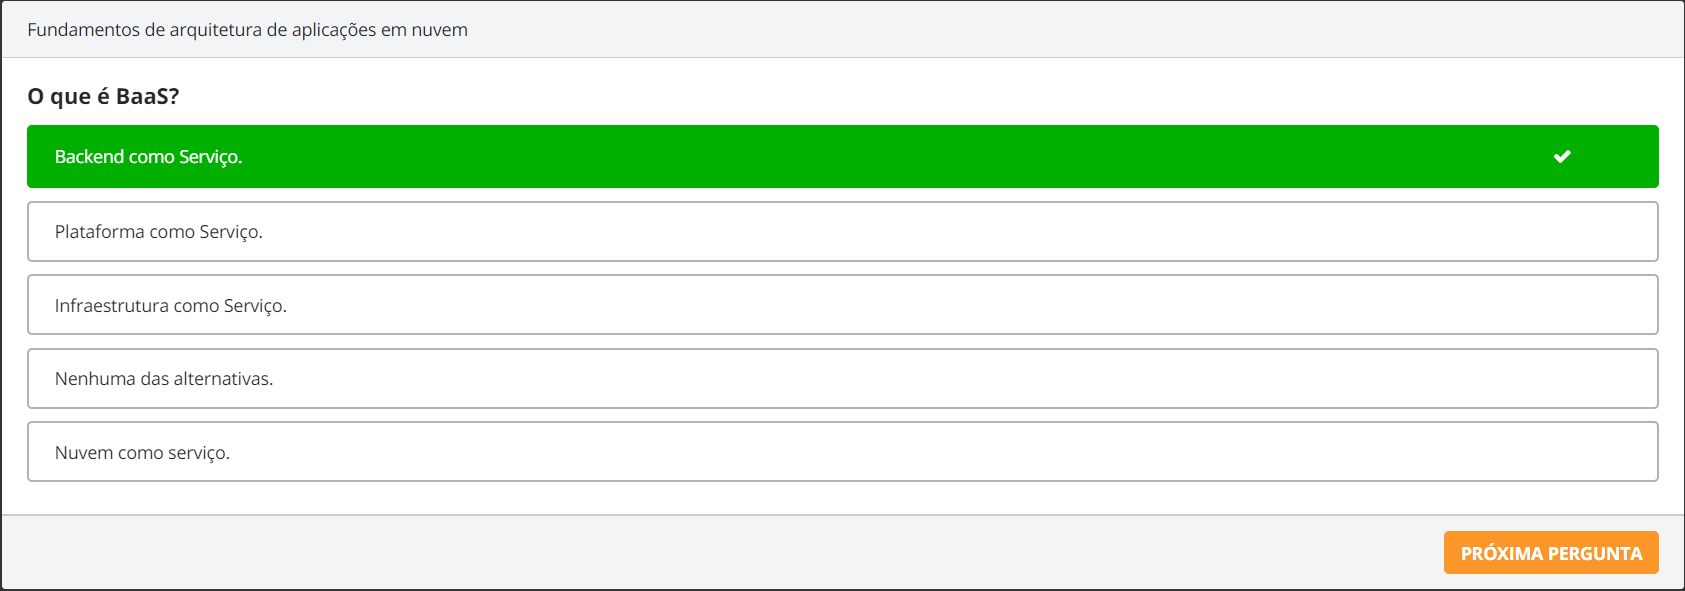 Fundamentos de arquitetura de aplicações em nuvem
O que é BaaS?
Backend como Serviço.
Plataforma como Serviço.
Infraestrutura como Serviço.
Nenhuma das alternativas.
Nuvem como serviço.
PRÓXIMA PERGUNTA